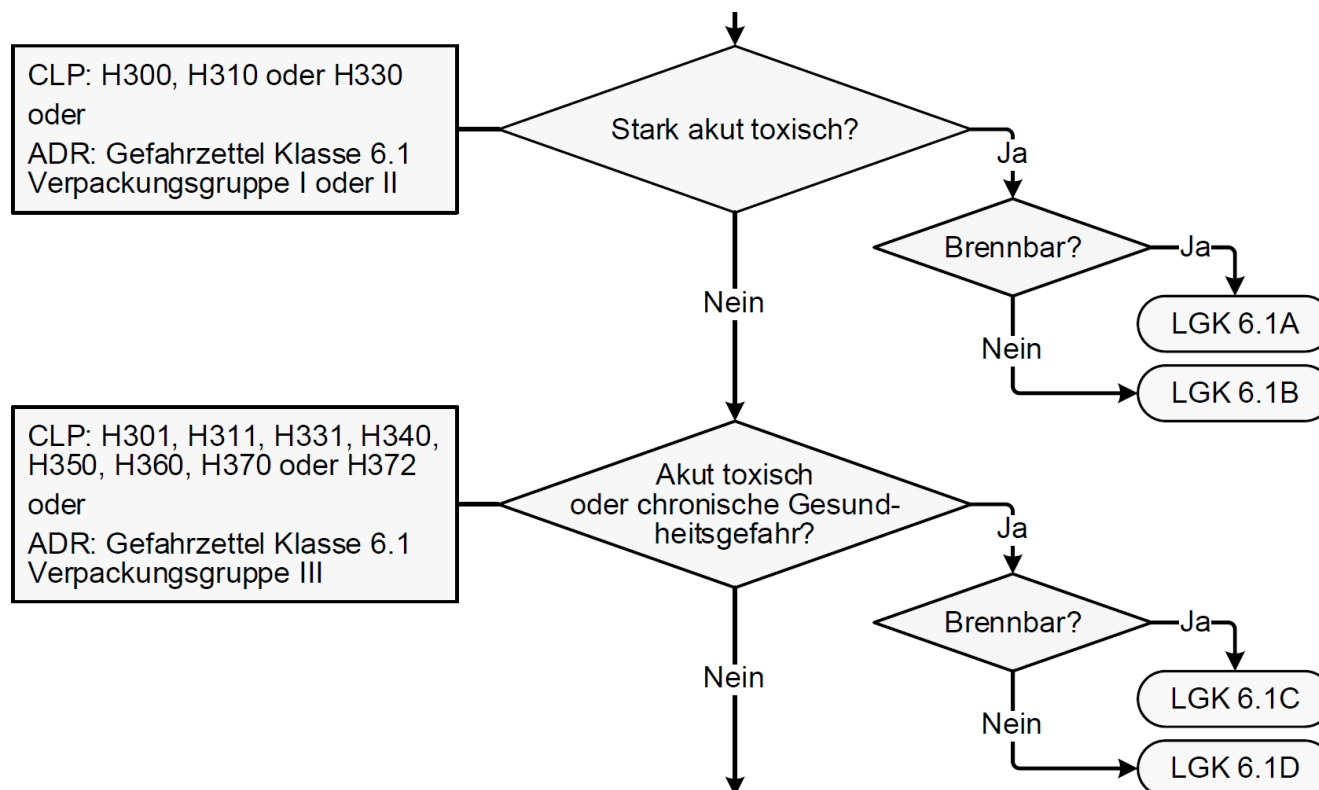 CLP: H300, H310 oder H330
oder
ADR: Gefahrzettel Klasse 6.1
Verpackungsgruppe I oder II
Stark akut toxisch?
Ja
Brennbar?
Ja
LGK 6.1A
Nein
Nein
LGK 6.1B
CLP: H301, H311, H331, H340,
H350, H360, H370 oder H372
oder
ADR: Gefahrzettel Klasse 6.1
Verpackungsgruppe III
Akut toxisch
oder chronische Gesund-
heitsgefahr?
Ja
Brennbar?
Ja
Nein
LGK 6.1C
Nein
LGK 6.1D